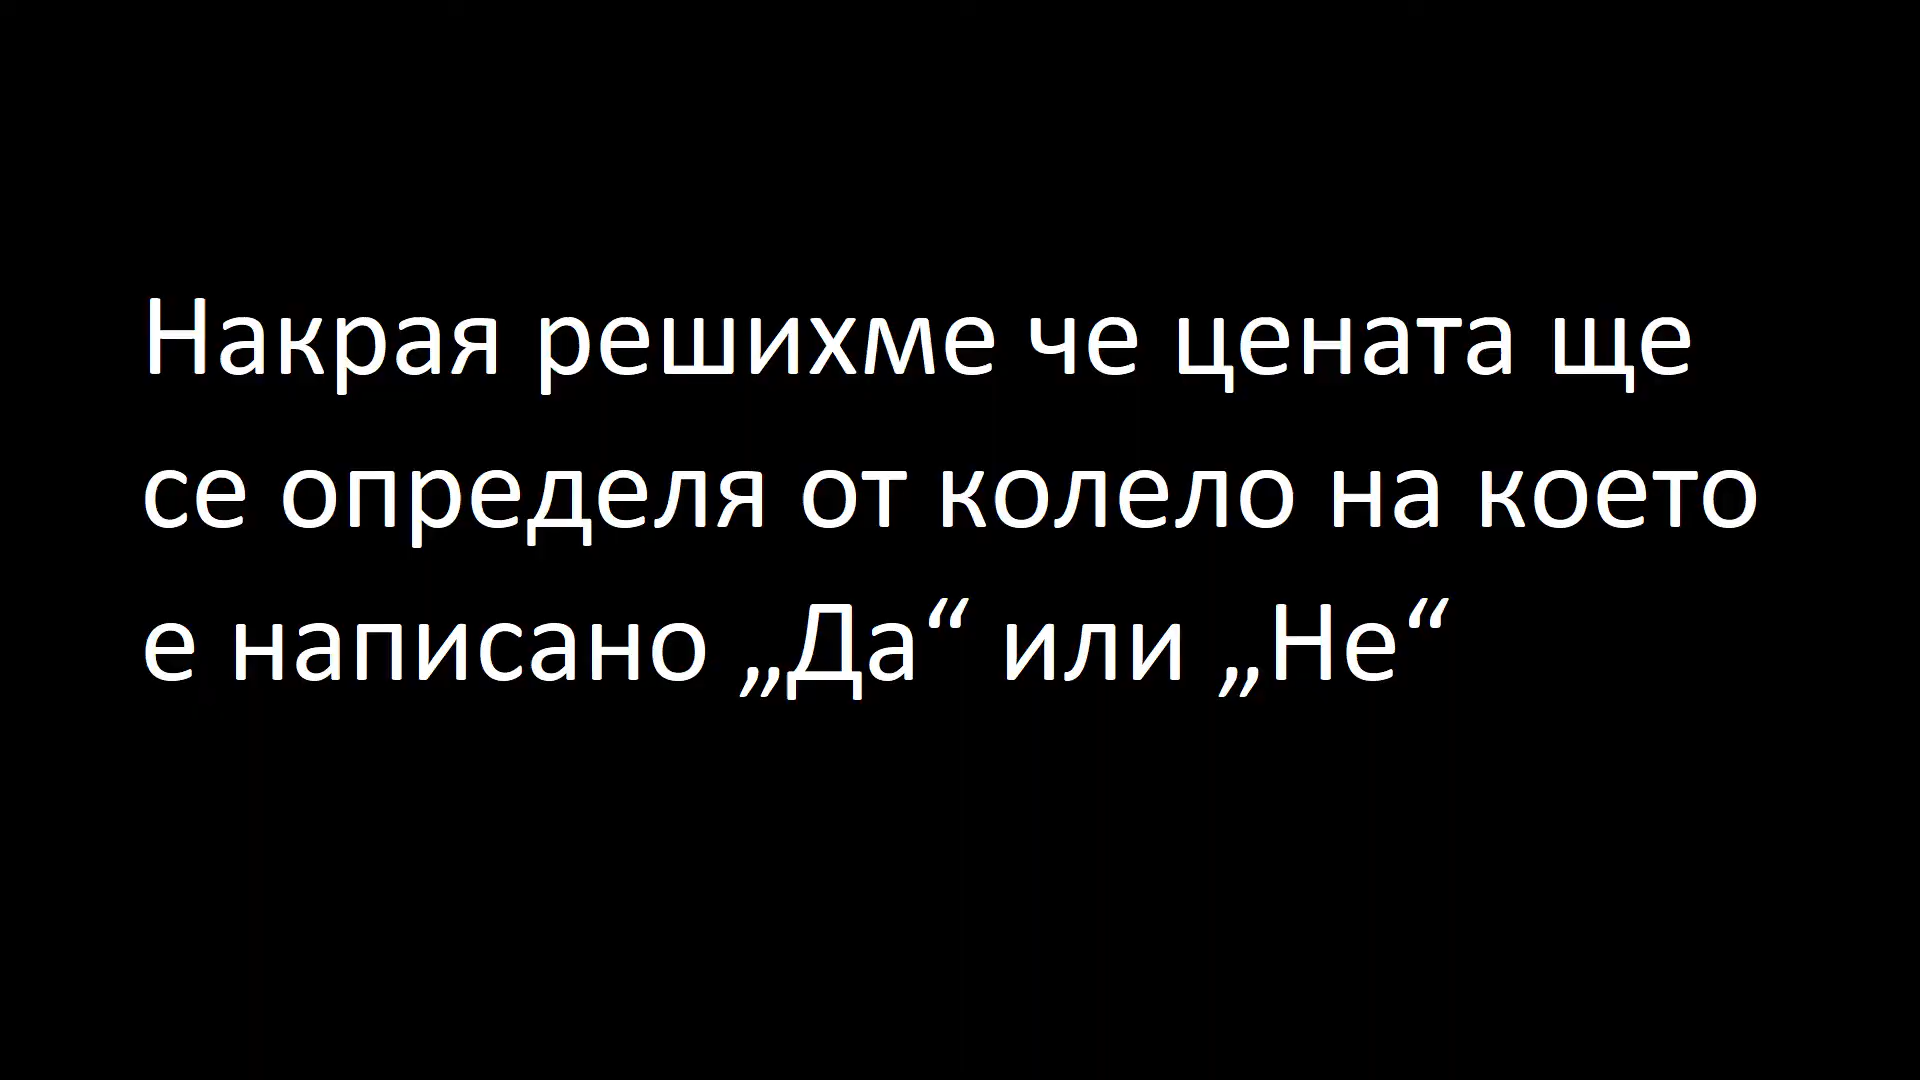 Накрая решихме че цената ще
се определя от колело на което
е написано „Да“ или „Не“